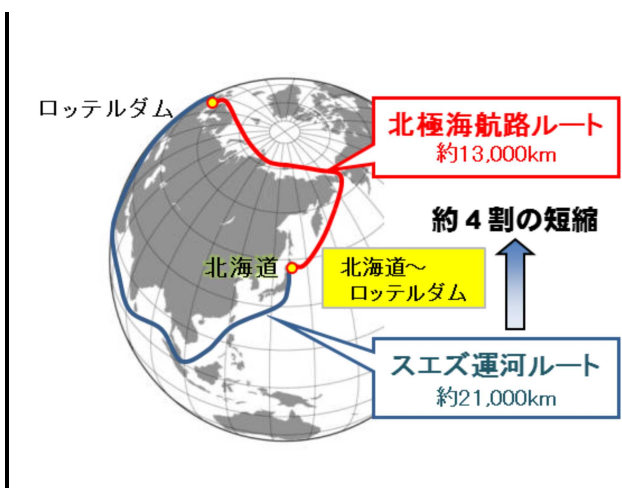 ロッテルダム
北極海航路ルート
約13,000km
約4割の短縮
北海道
北海道～
ロッテルダム
スエズ運河ルート
約21,000km